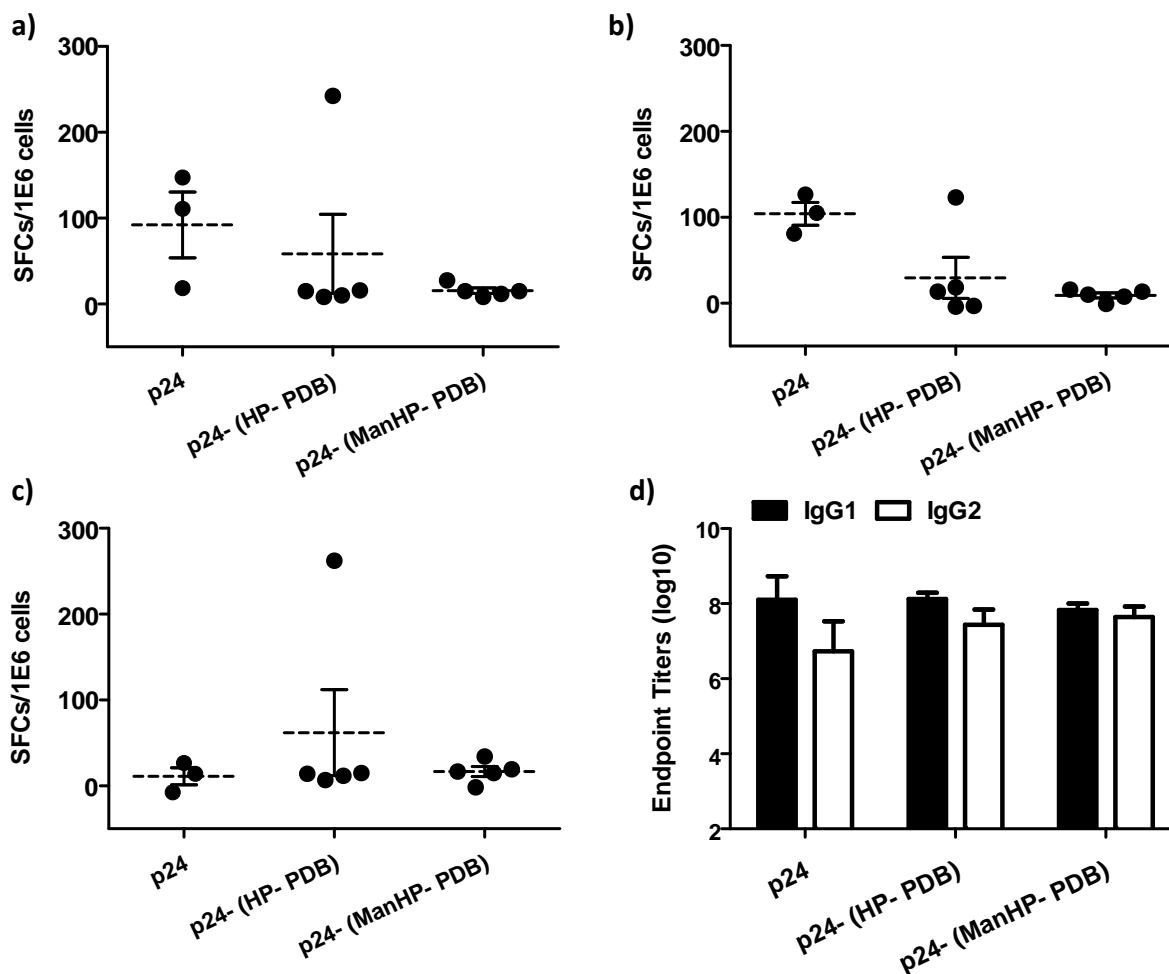 a)
300
200
100
0
SFCs/1E6 cells
p24
p24- (HP- PDB)
p24- (ManHP- PDB)
b)
300
200
100
0
SFCs/1E6 cells
p24
p24- (HP- PDB)
p24- (ManHP- PDB)
c)
300
200
100
0
SFCs/1E6 cells
p24
p24- (HP- PDB)
p24- (ManHP- PDB)
d)
IgG1 IgG2
10
8
6
4
2
Endpoint Titers (log10)
p24
p24- (HP- PDB)
p24- (ManHP- PDB)